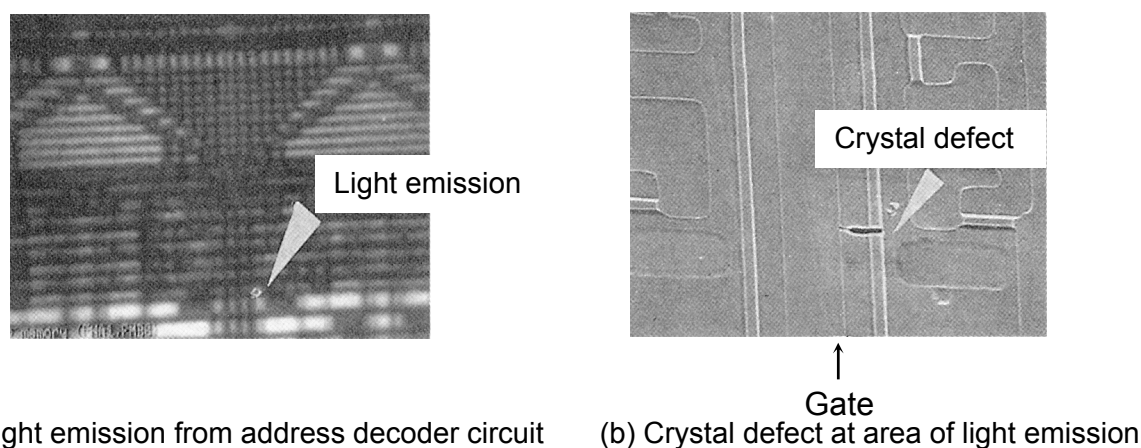 Light emission
Crystal defect
Gate
ght emission from address decoder circuit
(b) Crystal defect at area of light emission